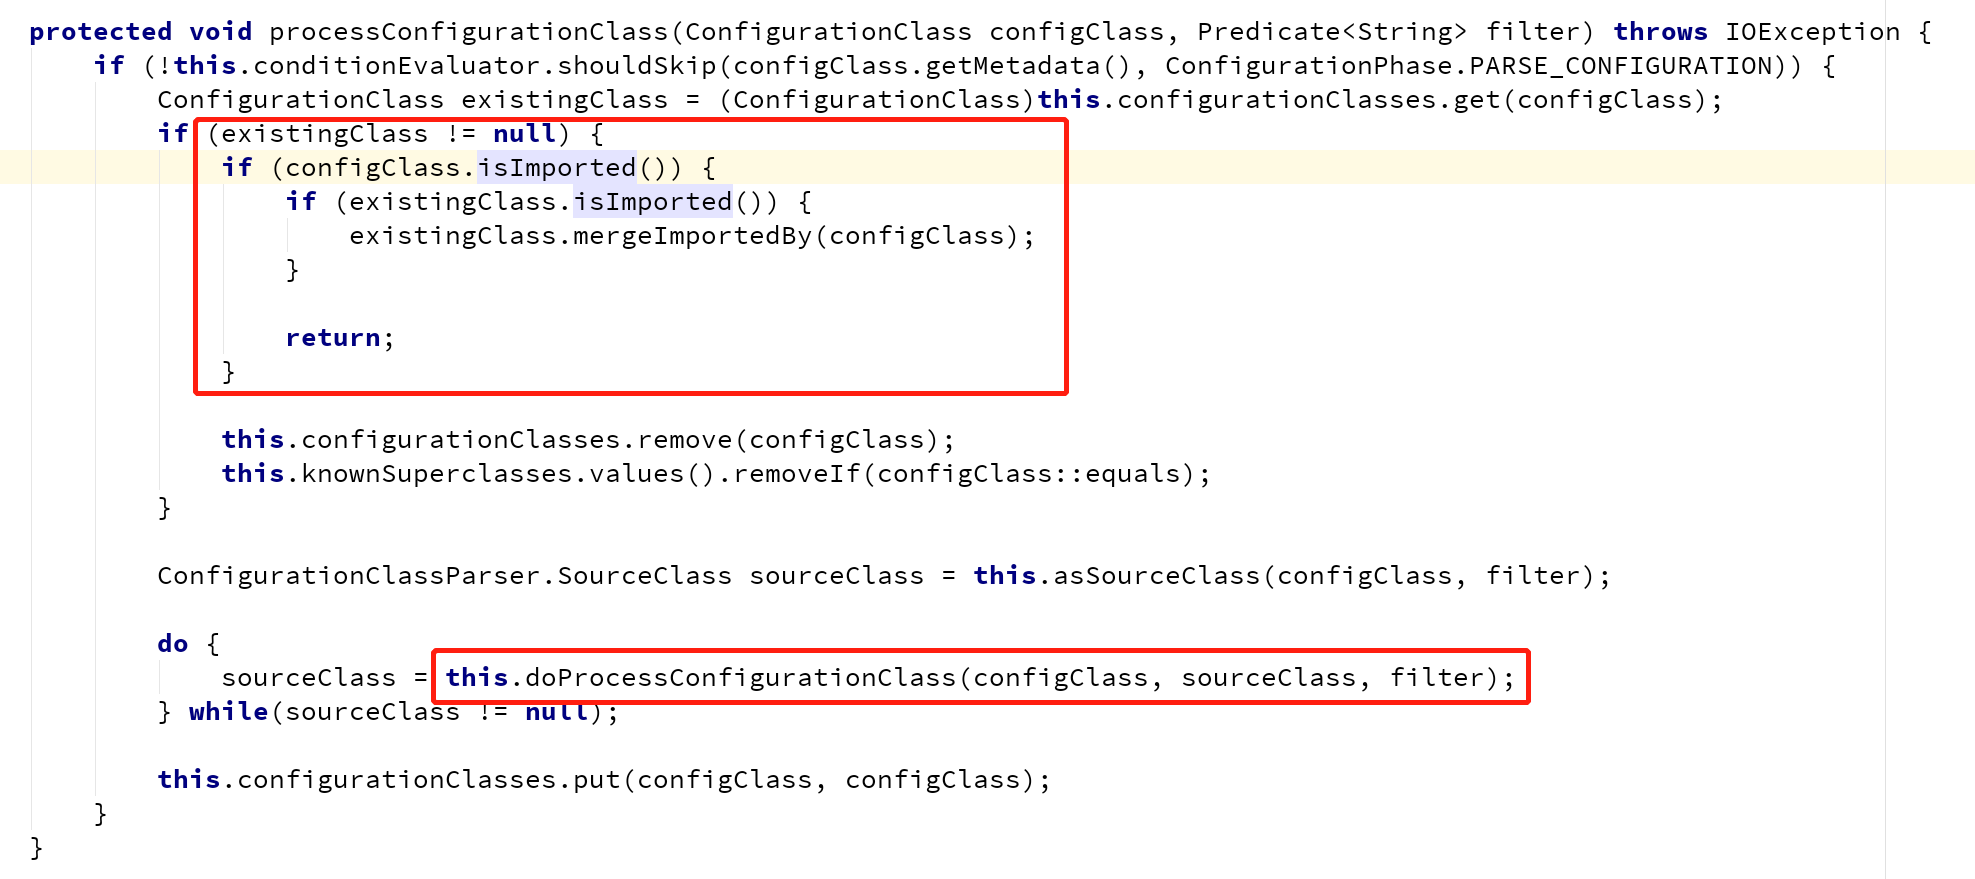 protected void processConfigurationClass(ConfigurationClass configClass, Predicate<String> filter) throws IOException {
    if (!this.conditionEvaluator.shouldSkip(configClass.getMetadata(), ConfigurationPhase.PARSE_CONFIGURATION)) {
        ConfigurationClass existingClass = (ConfigurationClass)this.configurationClasses.get(configClass);
        if (existingClass != null) {
            if (configClass.isImported()) {
                if (existingClass.isImported()) {
                    existingClass.mergeImportedBy(configClass);
                }

                return;
            }

            this.configurationClasses.remove(configClass);
            this.knownSuperclasses.values().removeIf(configClass::equals);
        }

        ConfigurationClassParser.SourceClass sourceClass = this.asSourceClass(configClass, filter);

        do {
            sourceClass = this.doProcessConfigurationClass(configClass, sourceClass, filter);
        } while(sourceClass != null);

        this.configurationClasses.put(configClass, configClass);
    }
}